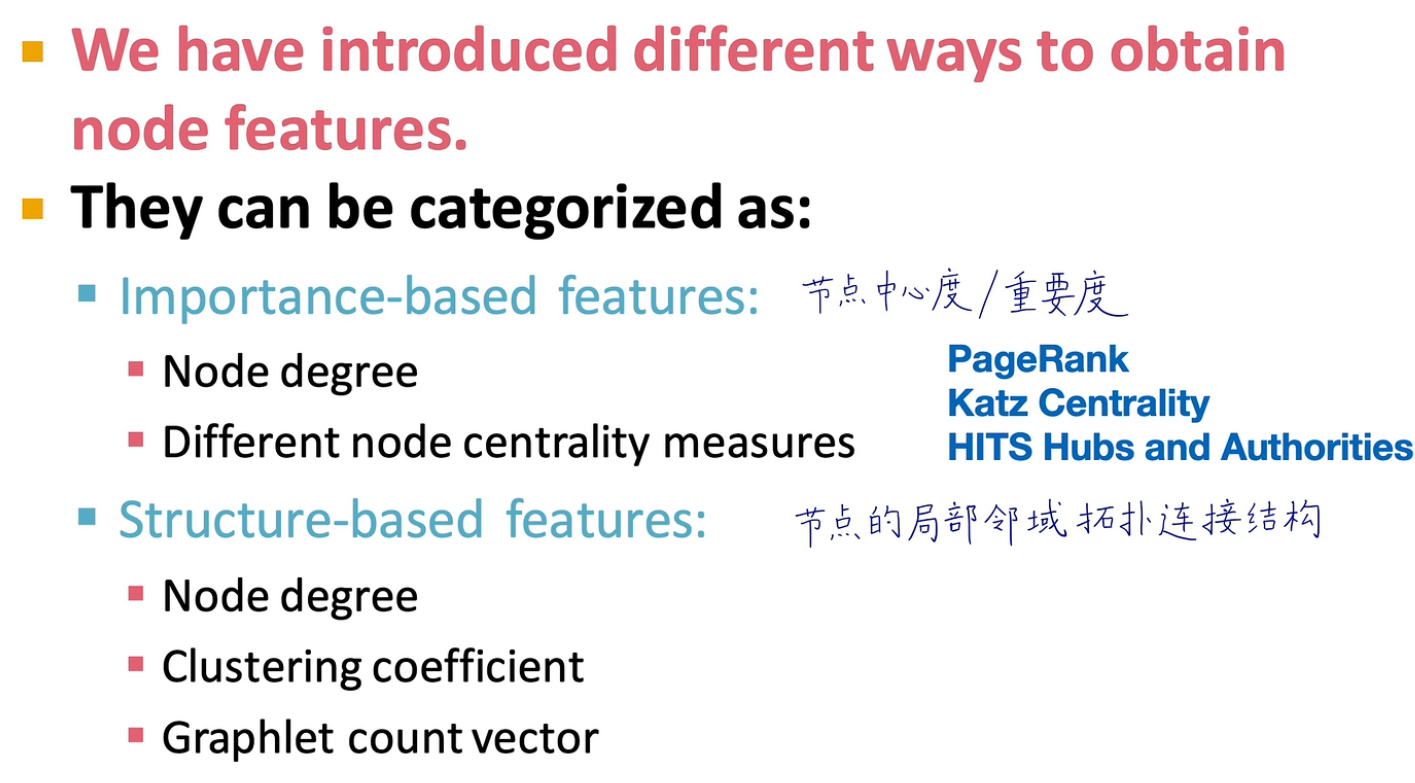 We have introduced different ways to obtain
node features.
They can be categorized as:
Importance-based features: 节点中心度/重要度
Node degree
PageRank
Katz Centrality
Different node centrality measures
HITS Hubs and Authorities
Structure-based features: 节点的局部邻域拓扑连接结构
Node degree
Clustering coefficient
Graphlet count vector